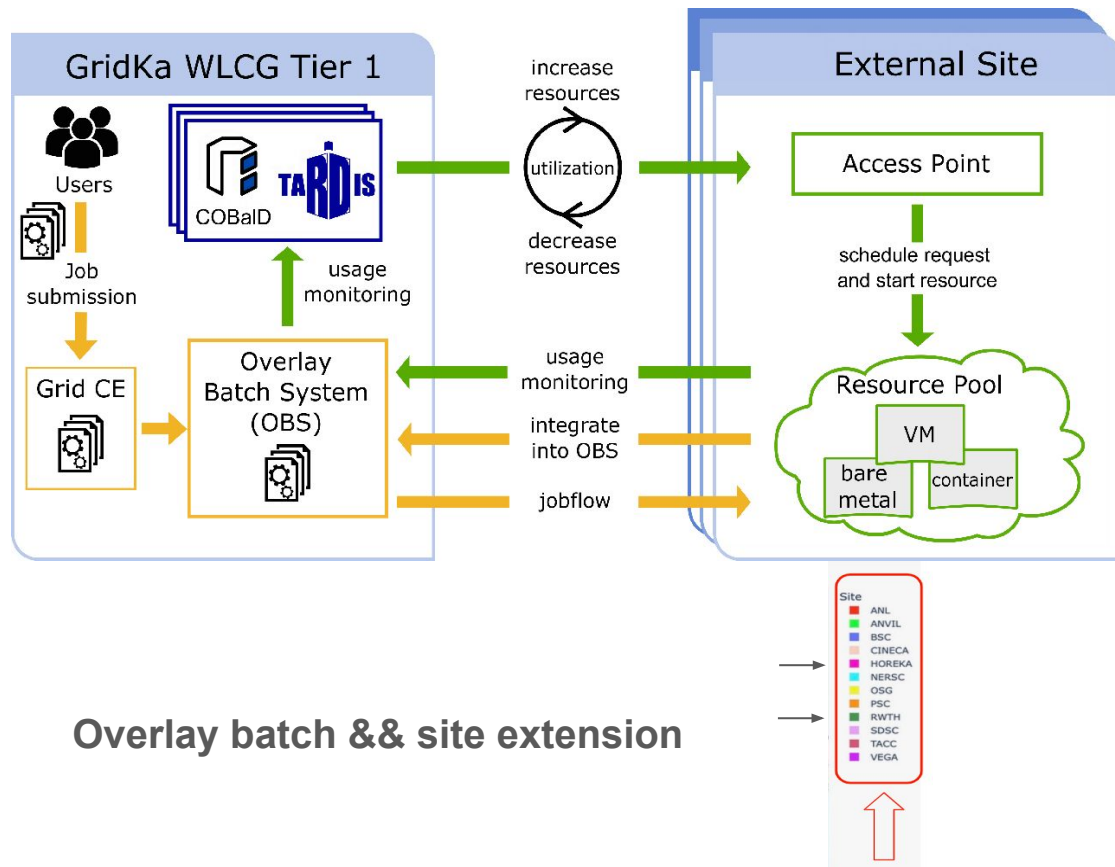 GridKa WLCG Tier 1
Users
Job
submission
Grid CE
COBalD
TARDIS
usage
monitoring
Overlay
Batch System
(OBS)
increase
resources
utilization
decrease
resources
usage
monitoring
integrate
into OBS
jobflow
External Site
Access Point
schedule request
and start resource
Resource Pool
VM
bare
metal
container
Site
ANL
ANVIL
BSC
CINECA
HOREKA
NERSC
OSG
PSC
RWTH
SDSC
TACC
VEGA
Overlay batch && site extension